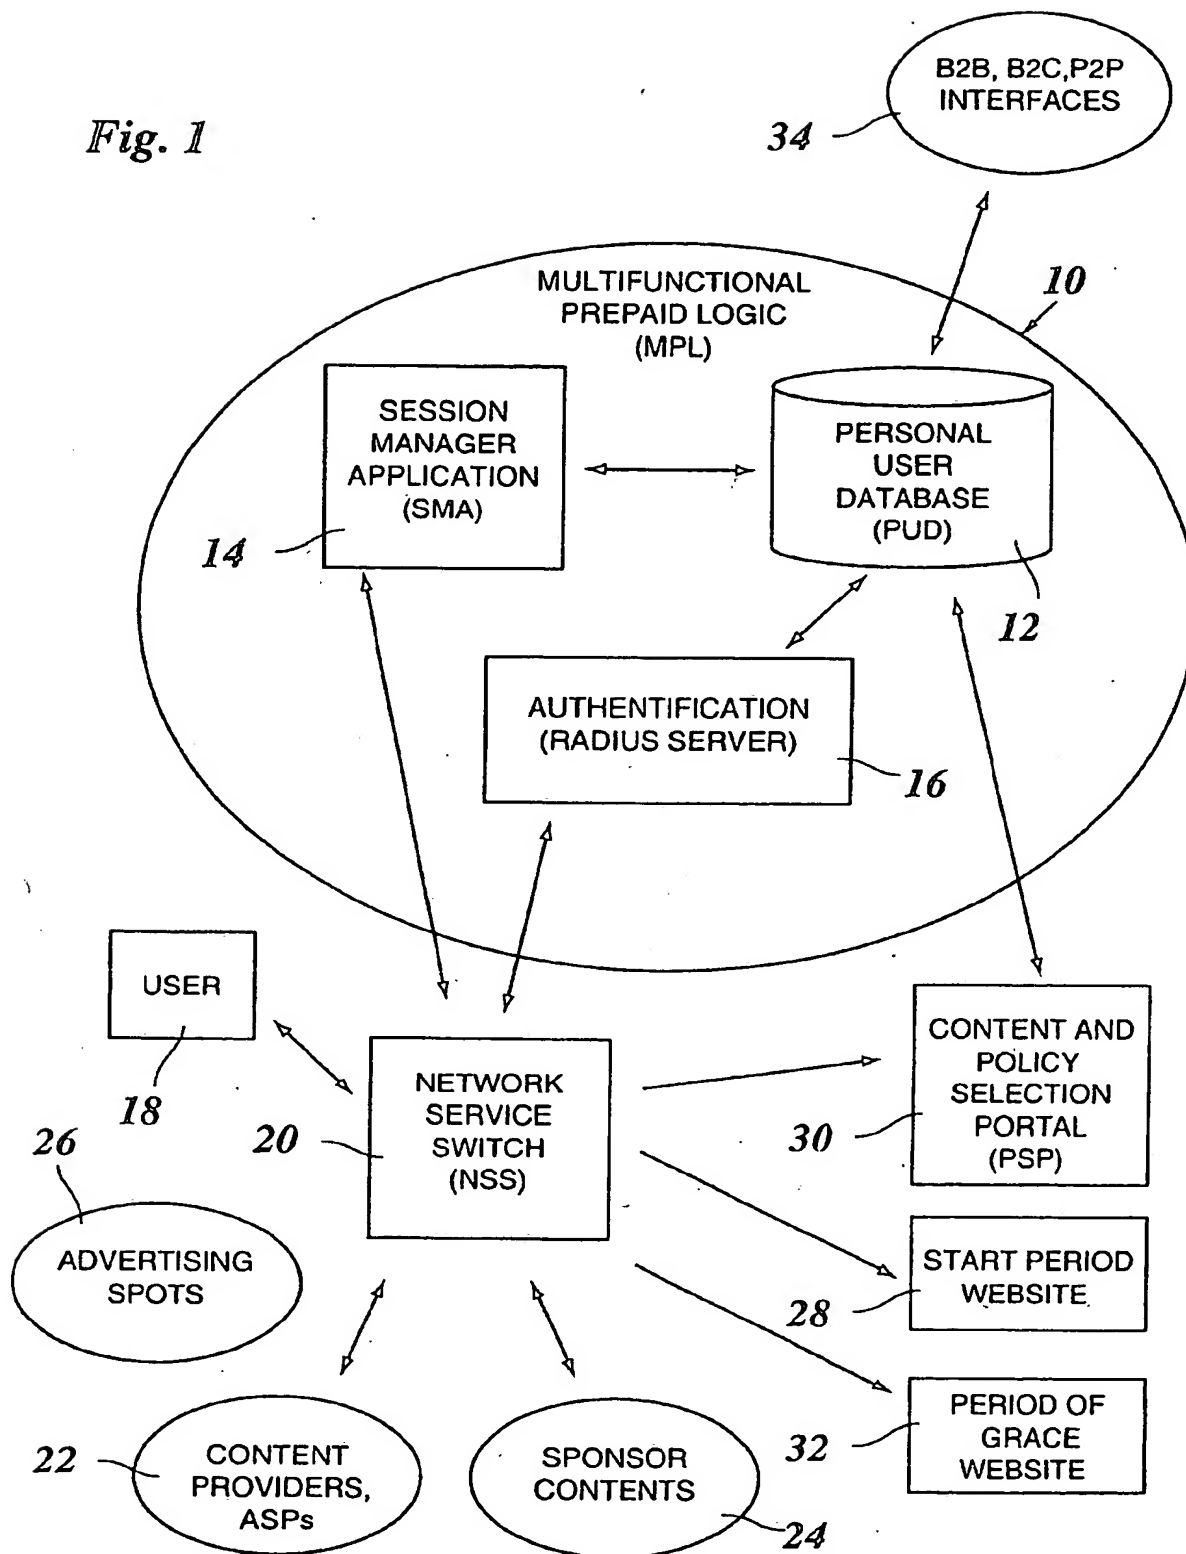 Fig. 1
B2B, B2C,P2P
INTERFACES
34
MULTIFUNCTIONAL
PREPAID LOGIC
(MPL)
10
SESSION
MANAGER
APPLICATION
(SMA)
14
PERSONAL
USER
DATABASE
(PUD)
12
AUTHENTIFICATION
(RADIUS SERVER)
16
USER
18
NETWORK
SERVICE
SWITCH
(NSS)
20
CONTENT AND
POLICY
SELECTION
PORTAL
(PSP)
30
26
ADVERTISING
SPOTS
START PERIOD
WEBSITE
28
PERIOD OF
GRACE
WEBSITE
32
22
CONTENT
PROVIDERS,
ASPs
SPONSOR
CONTENTS
24